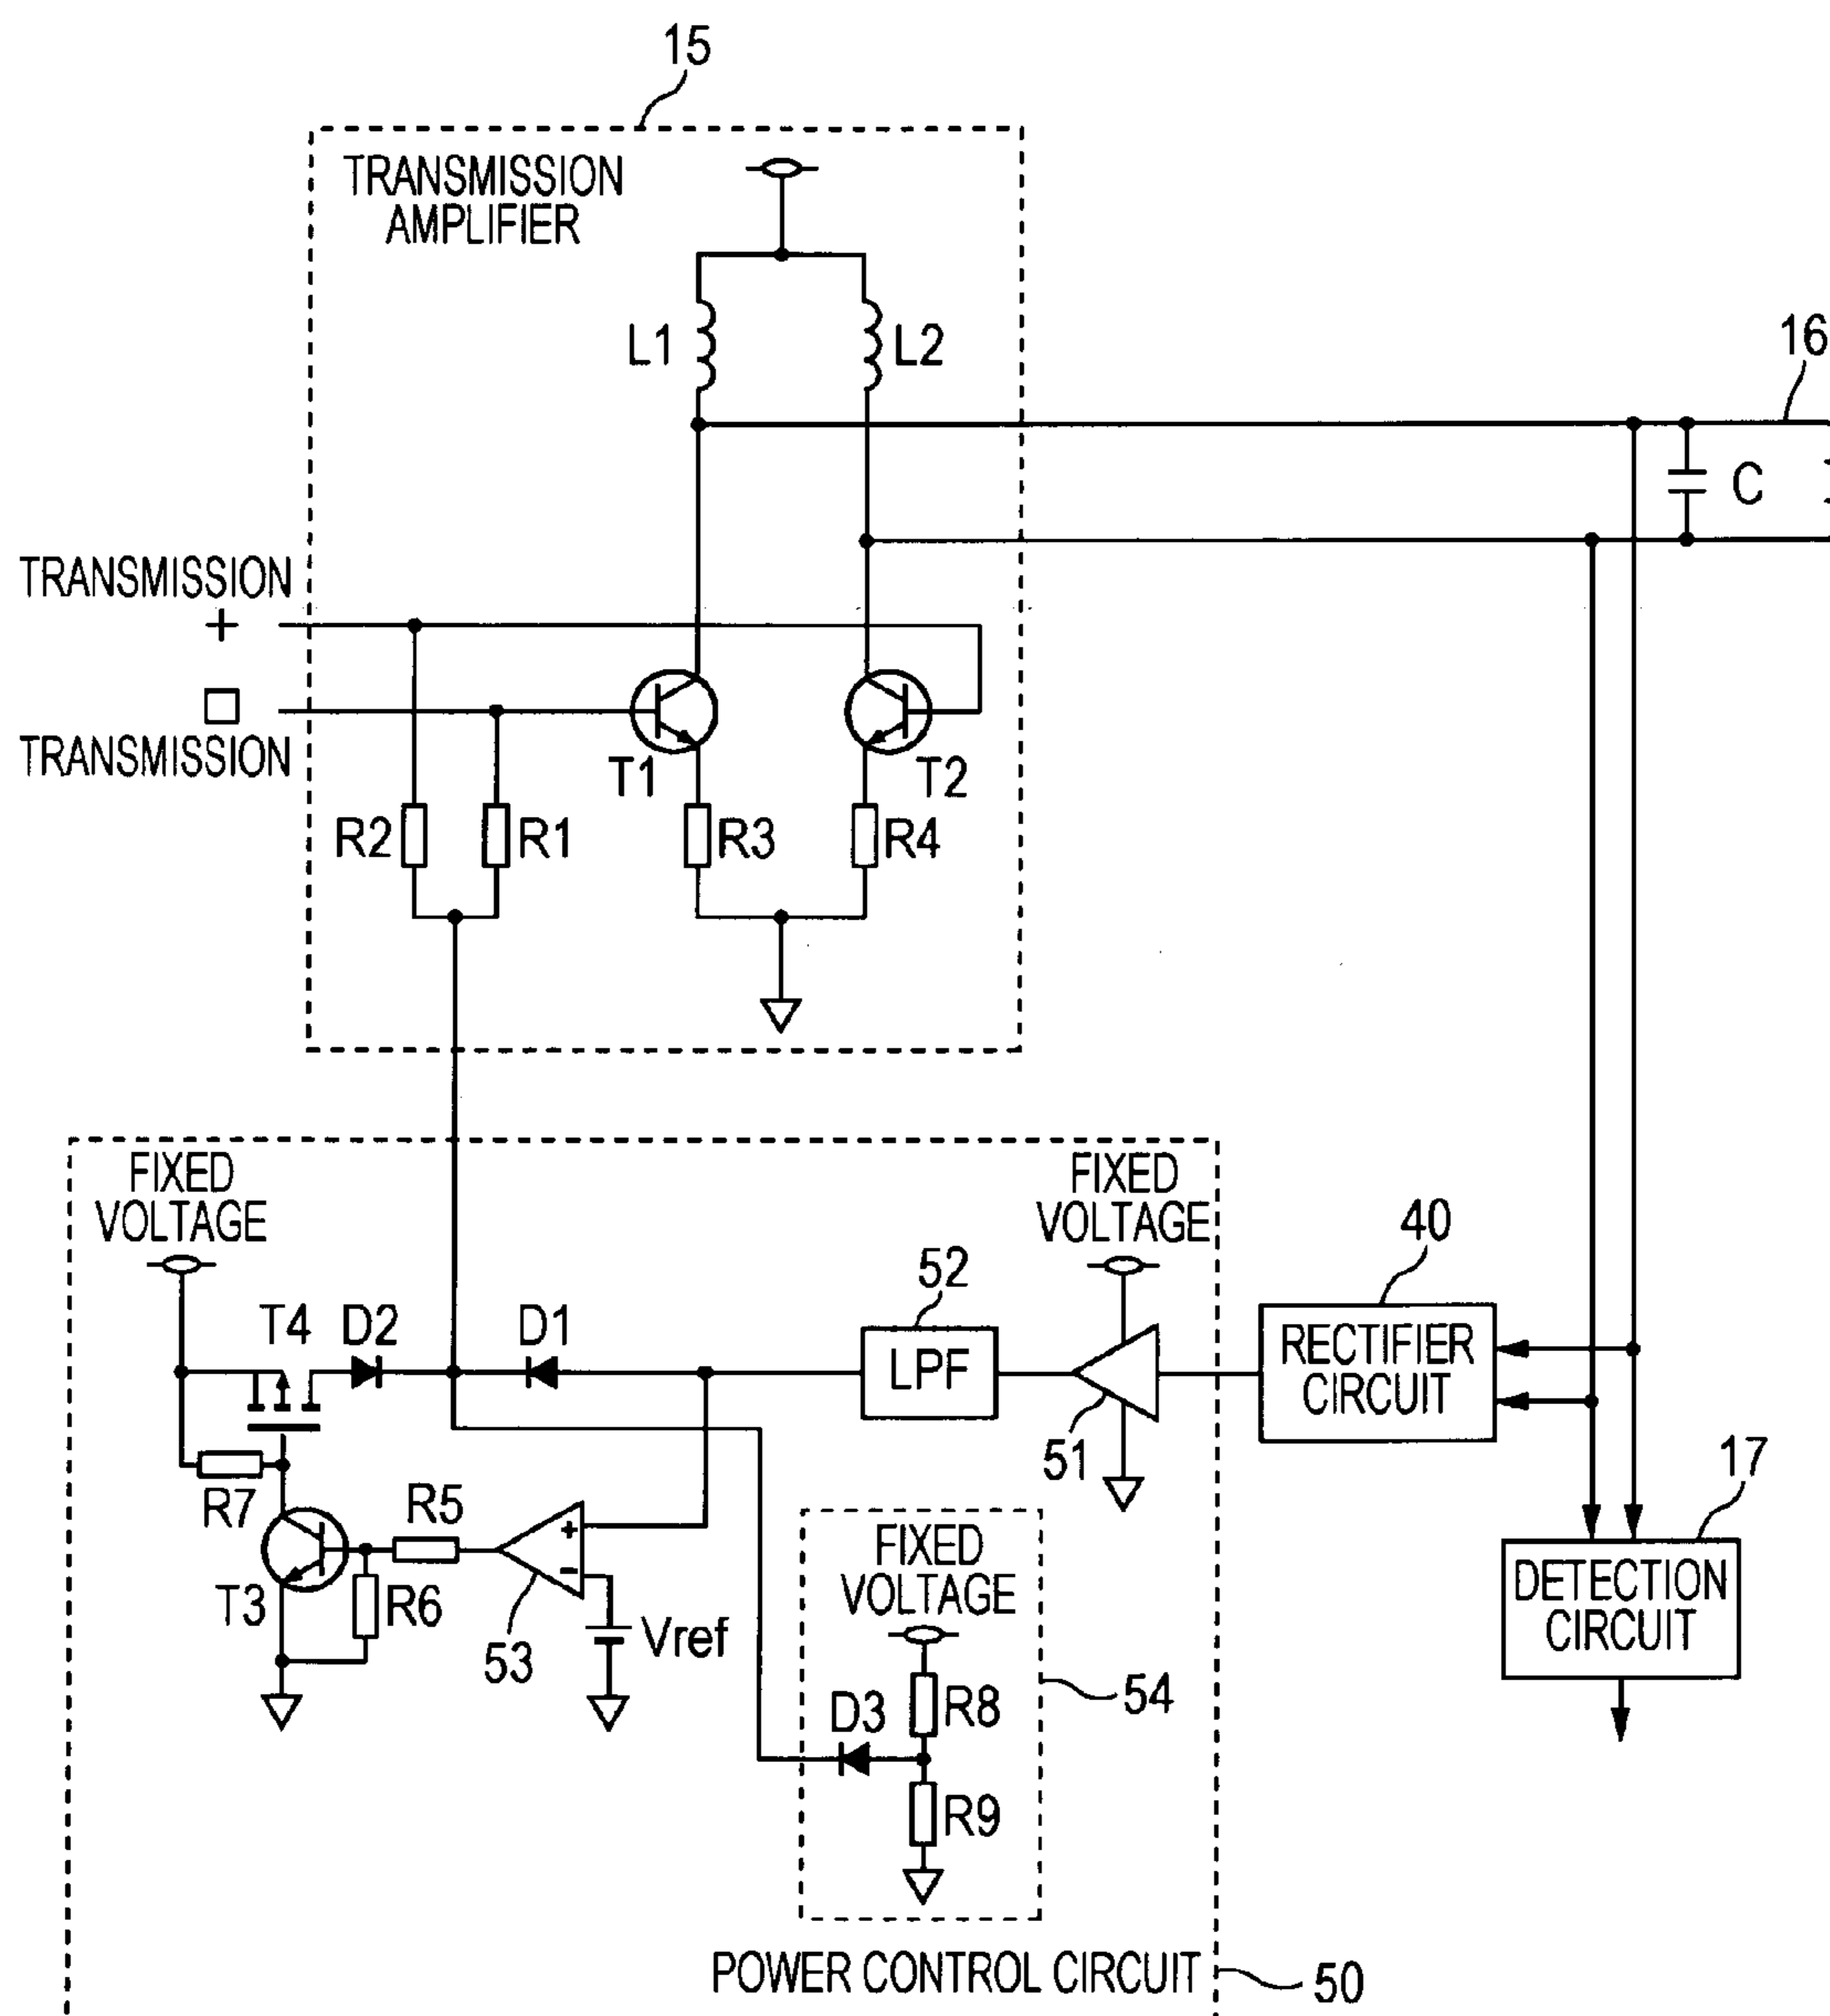 15
TRANSMISSION
AMPLIFIER
L1
L2
16
C
TRANSMISSION
+
TRANSMISSION
T1
T2
R2
R1
R3
R4
FIXED
VOLTAGE
FIXED
VOLTAGE
40
52
T4
D2
D1
LPF
RECTIFIER
CIRCUIT
51
17
R7
R5
+
−
FIXED
VOLTAGE
DETECTION
CIRCUIT
T3
R6
53
Vref
54
D3
R8
R9
POWER CONTROL CIRCUIT
50